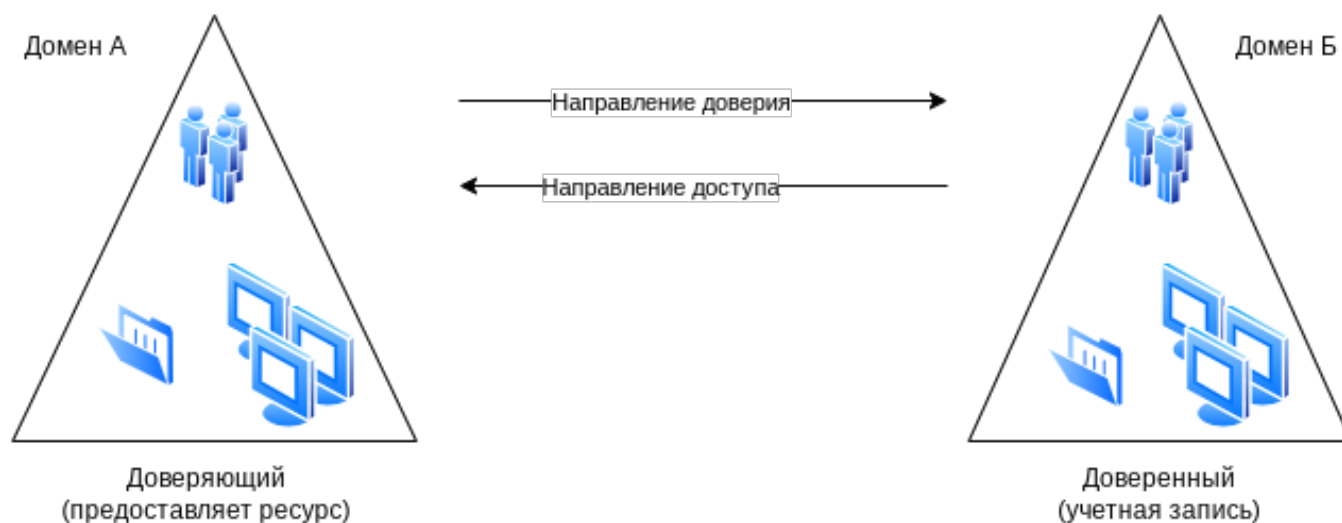 Домен А
Домен Б
Направление доверия
Направление доступа
Доверяющий
(предоставляет ресурс)
Доверенный
(учетная запись)